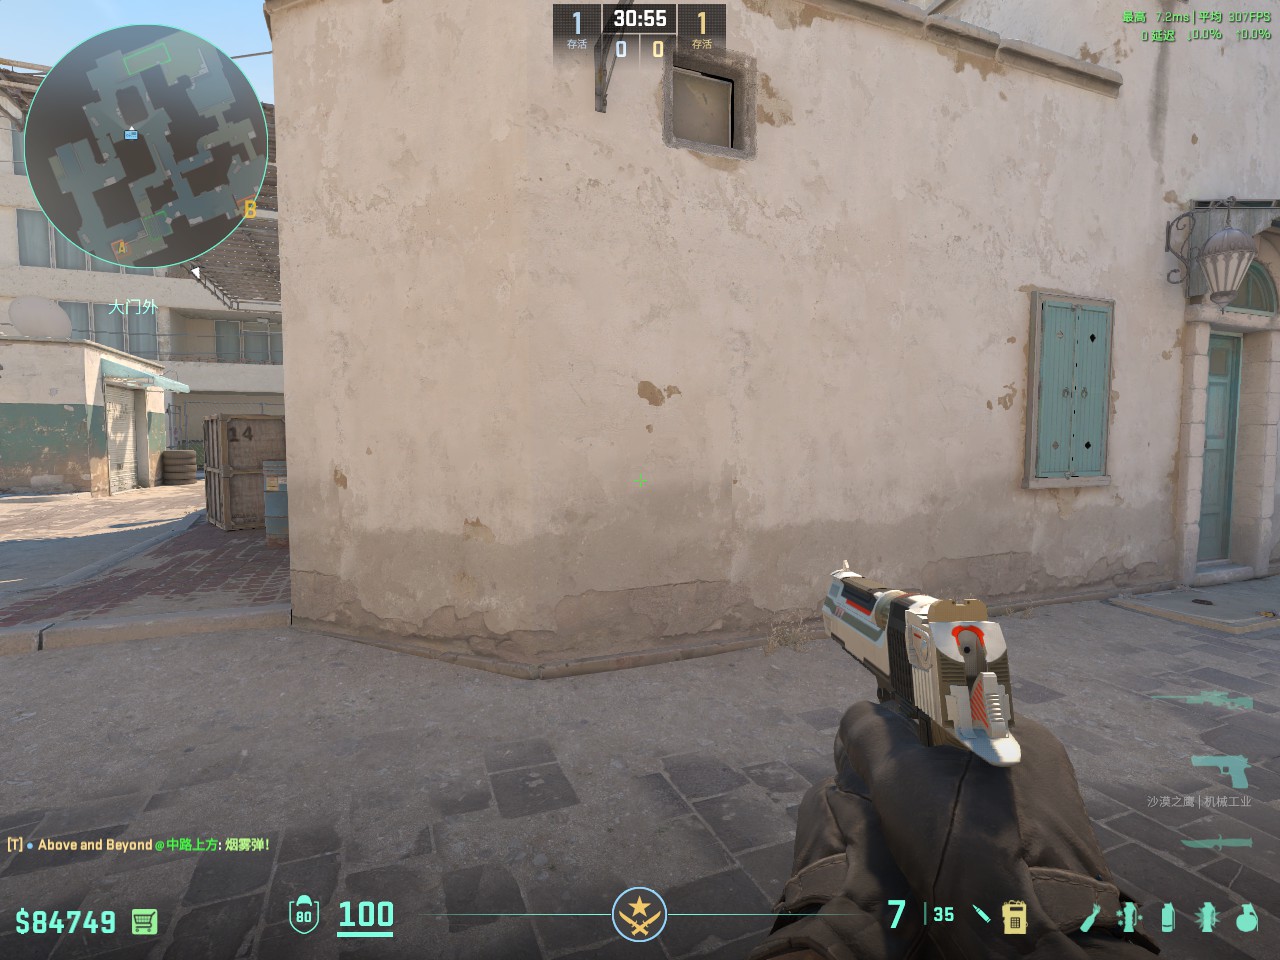 1
存活
30:55
0 0
1
存活
最高 7.2ms | 平均 307FPS
0 延迟 ↓0.0% ↑0.0%
B
A
大门外
14
沙漠之鹰 | 机械工业
[T] Above and Beyond@中路上方: 烟雾弹!
$84749
80
100
7 | 35